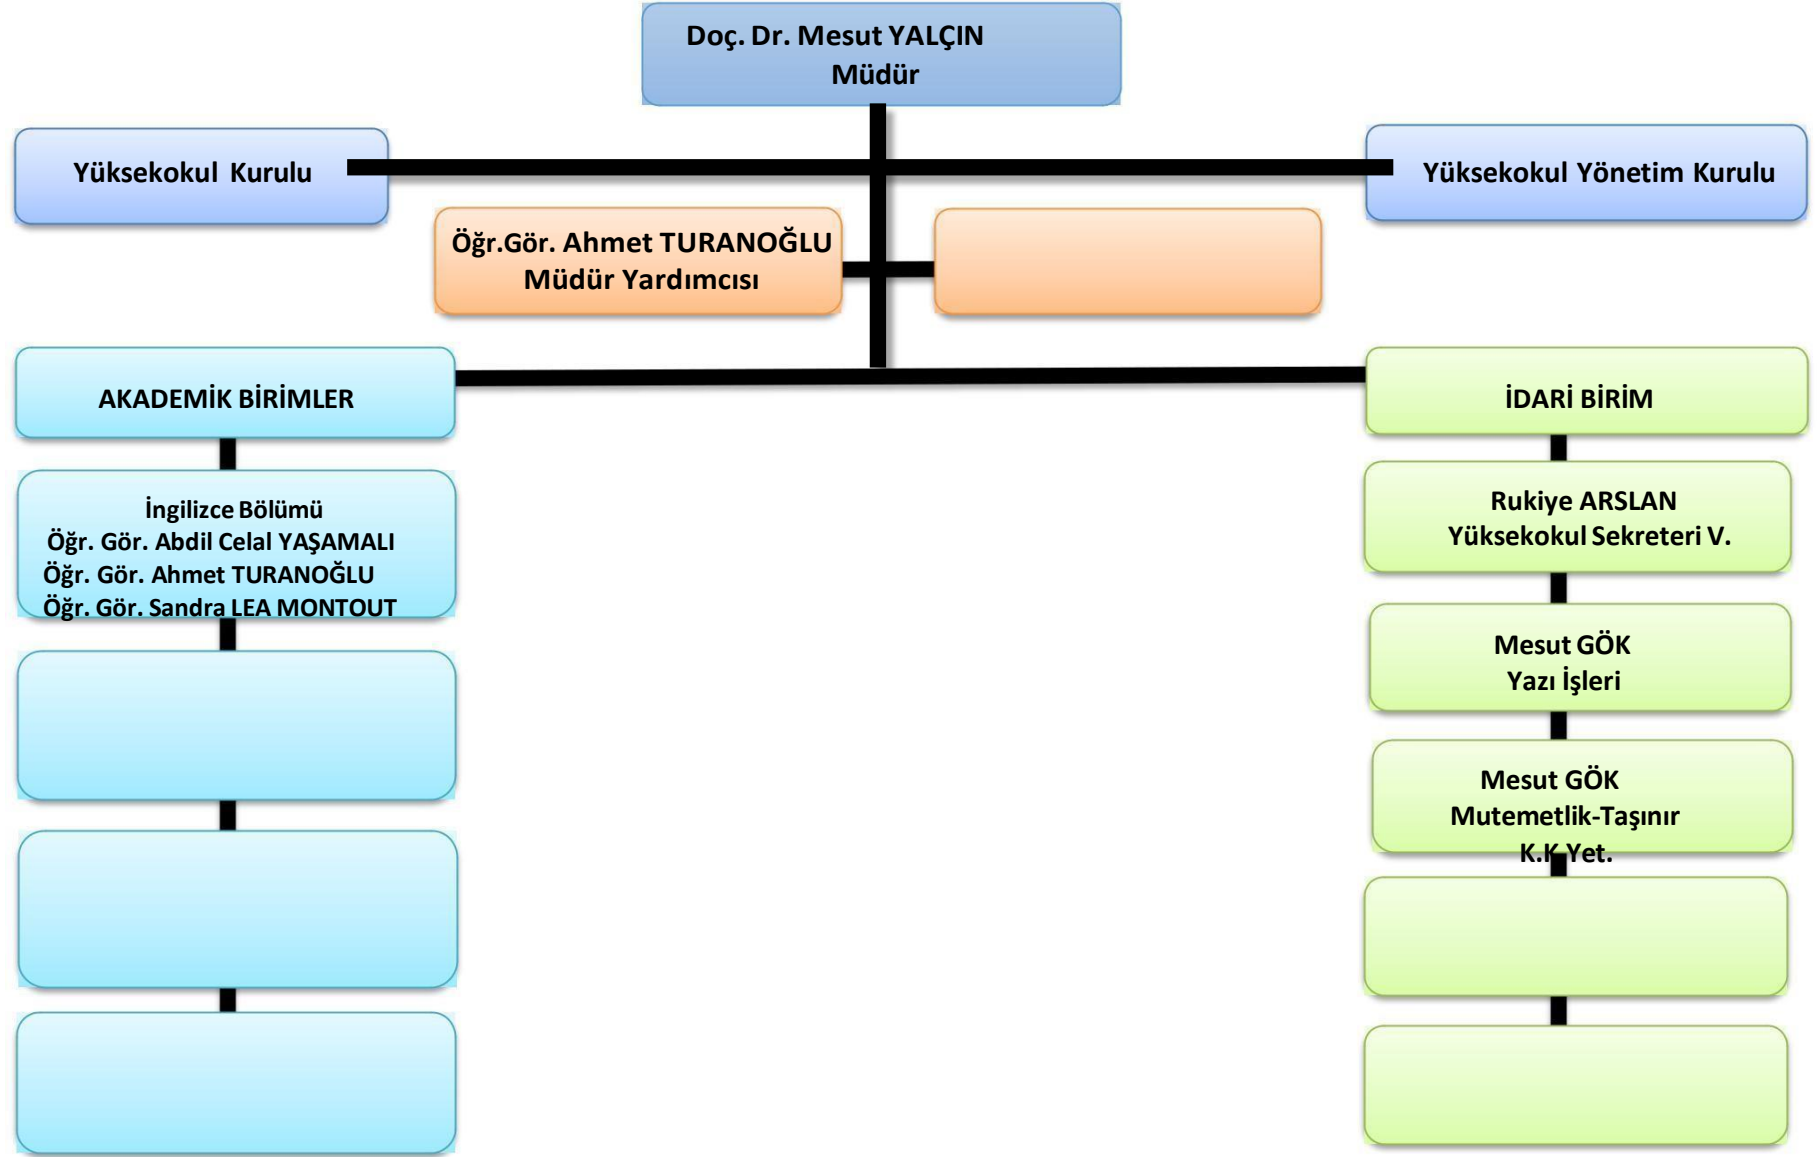 Doç. Dr. Mesut YALÇIN
Müdür
Yüksekokul Kurulu
Yüksekokul Yönetim Kurulu
Öğr.Gör. Ahmet TURANOĞLU
Müdür Yardımcısı
AKADEMİK BİRİMLER
İDARİ BİRİM
İngilizce Bölümü
Öğr. Gör. Abdil Celal YAŞAMALI
Öğr. Gör. Ahmet TURANOĞLU
Öğr. Gör. Sandra LEA MONTOUT
Rukiye ARSLAN
Yüksekokul Sekreteri V.
Mesut GÖK
Yazı İşleri
Mesut GÖK
Mutemetlik-Taşınır
K.K Yet.